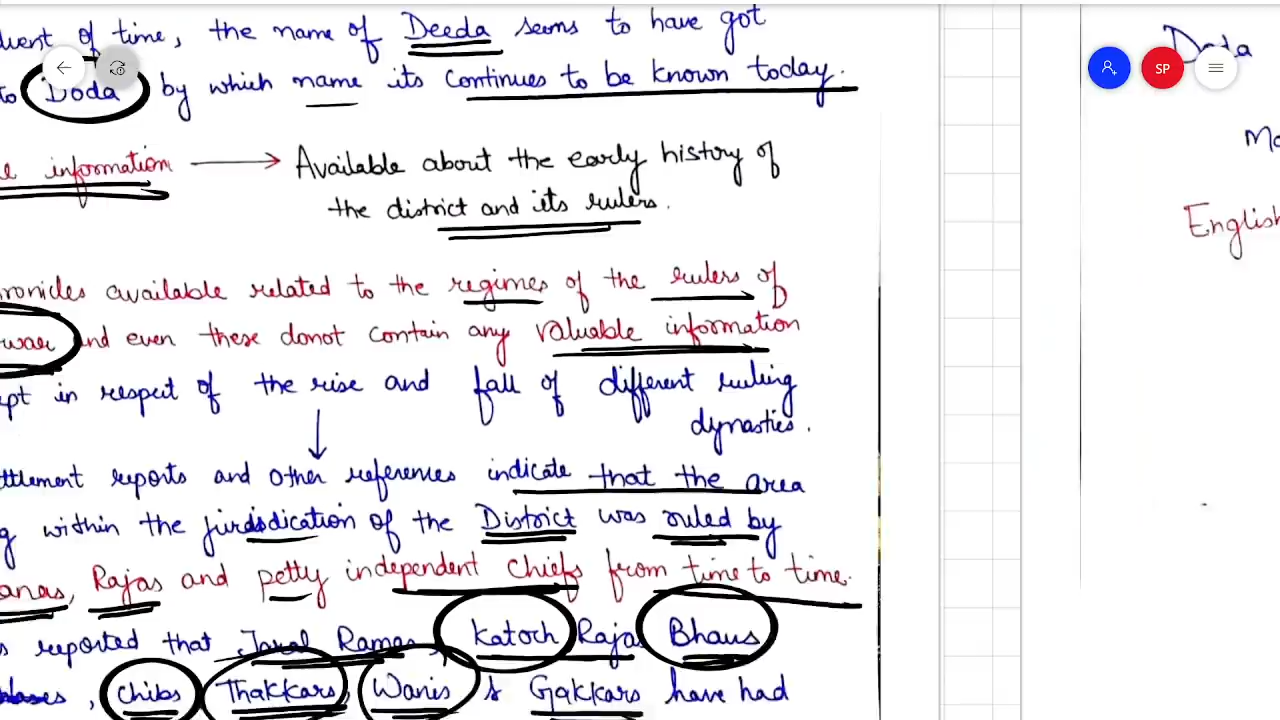 of time, the name of Deeda seems to have got
to Doda by which name its continues to be known today.
information → Available about the early history of
the district and its rulers.
available related to the regimes of the rulers of
and even these donot contain any valuable information
in respect of the rise and fall of different ruling
dynasties.
reports and other references indicate that the area
within the jurisdication of the District was ruled by
Rajas and petty independent chiefs from time to time.
reported that Jaral Ranas, Katoch Rajas Bhaus
, Chibs Thakkars, Wanis & Gakkars have had
SP
Doda
English